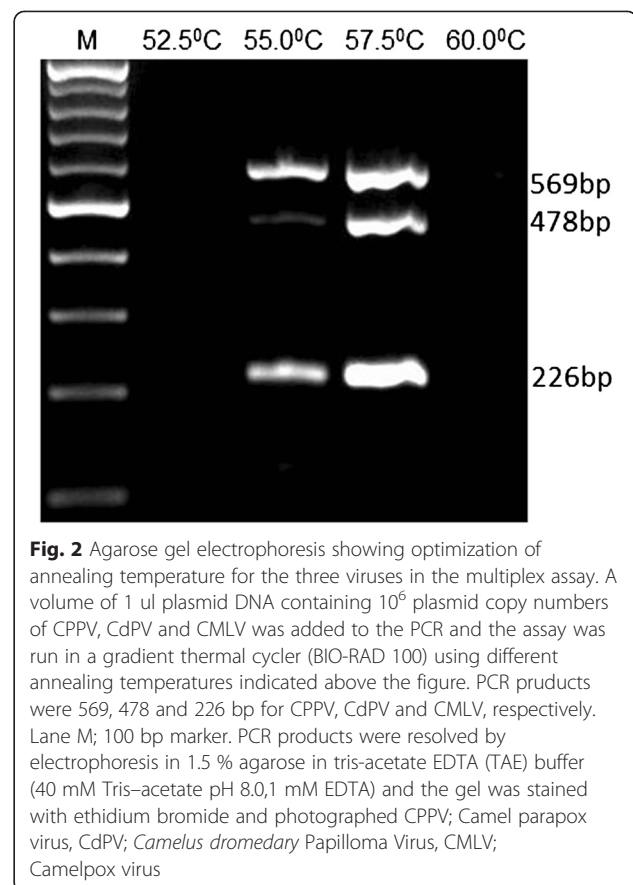 M 52.5⁰C 55.0⁰C 57.5⁰C 60.0⁰C
569bp
478bp
226bp
Fig. 2 Agarose gel electrophoresis showing optimization of
annealing temperature for the three viruses in the multiplex assay. A
volume of 1 ul plasmid DNA containing 10⁶ plasmid copy numbers
of CPPV, CdPV and CMLV was added to the PCR and the assay was
run in a gradient thermal cycler (BIO-RAD 100) using different
annealing temperatures indicated above the figure. PCR pruducts
were 569, 478 and 226 bp for CPPV, CdPV and CMLV, respectively.
Lane M; 100 bp marker. PCR products were resolved by
electrophoresis in 1.5 % agarose in tris-acetate EDTA (TAE) buffer
(40 mM Tris–acetate pH 8.0,1 mM EDTA) and the gel was stained
with ethidium bromide and photographed CPPV; Camel parapox
virus, CdPV; Camelus dromedary Papilloma Virus, CMLV;
Camelpox virus